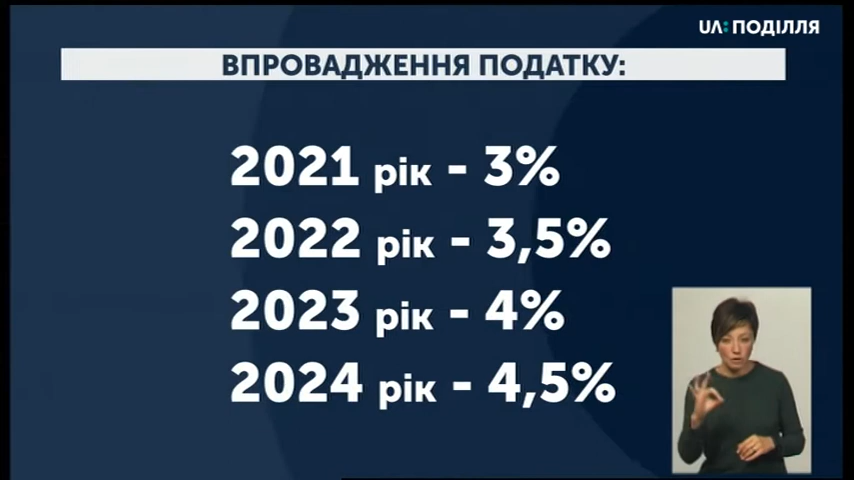 UA: ПОДІЛЛЯ
ВПРОВАДЖЕННЯ ПОДАТКУ:
2021 рік - 3%
2022 рік - 3,5%
2023 рік - 4%
2024 рік - 4,5%